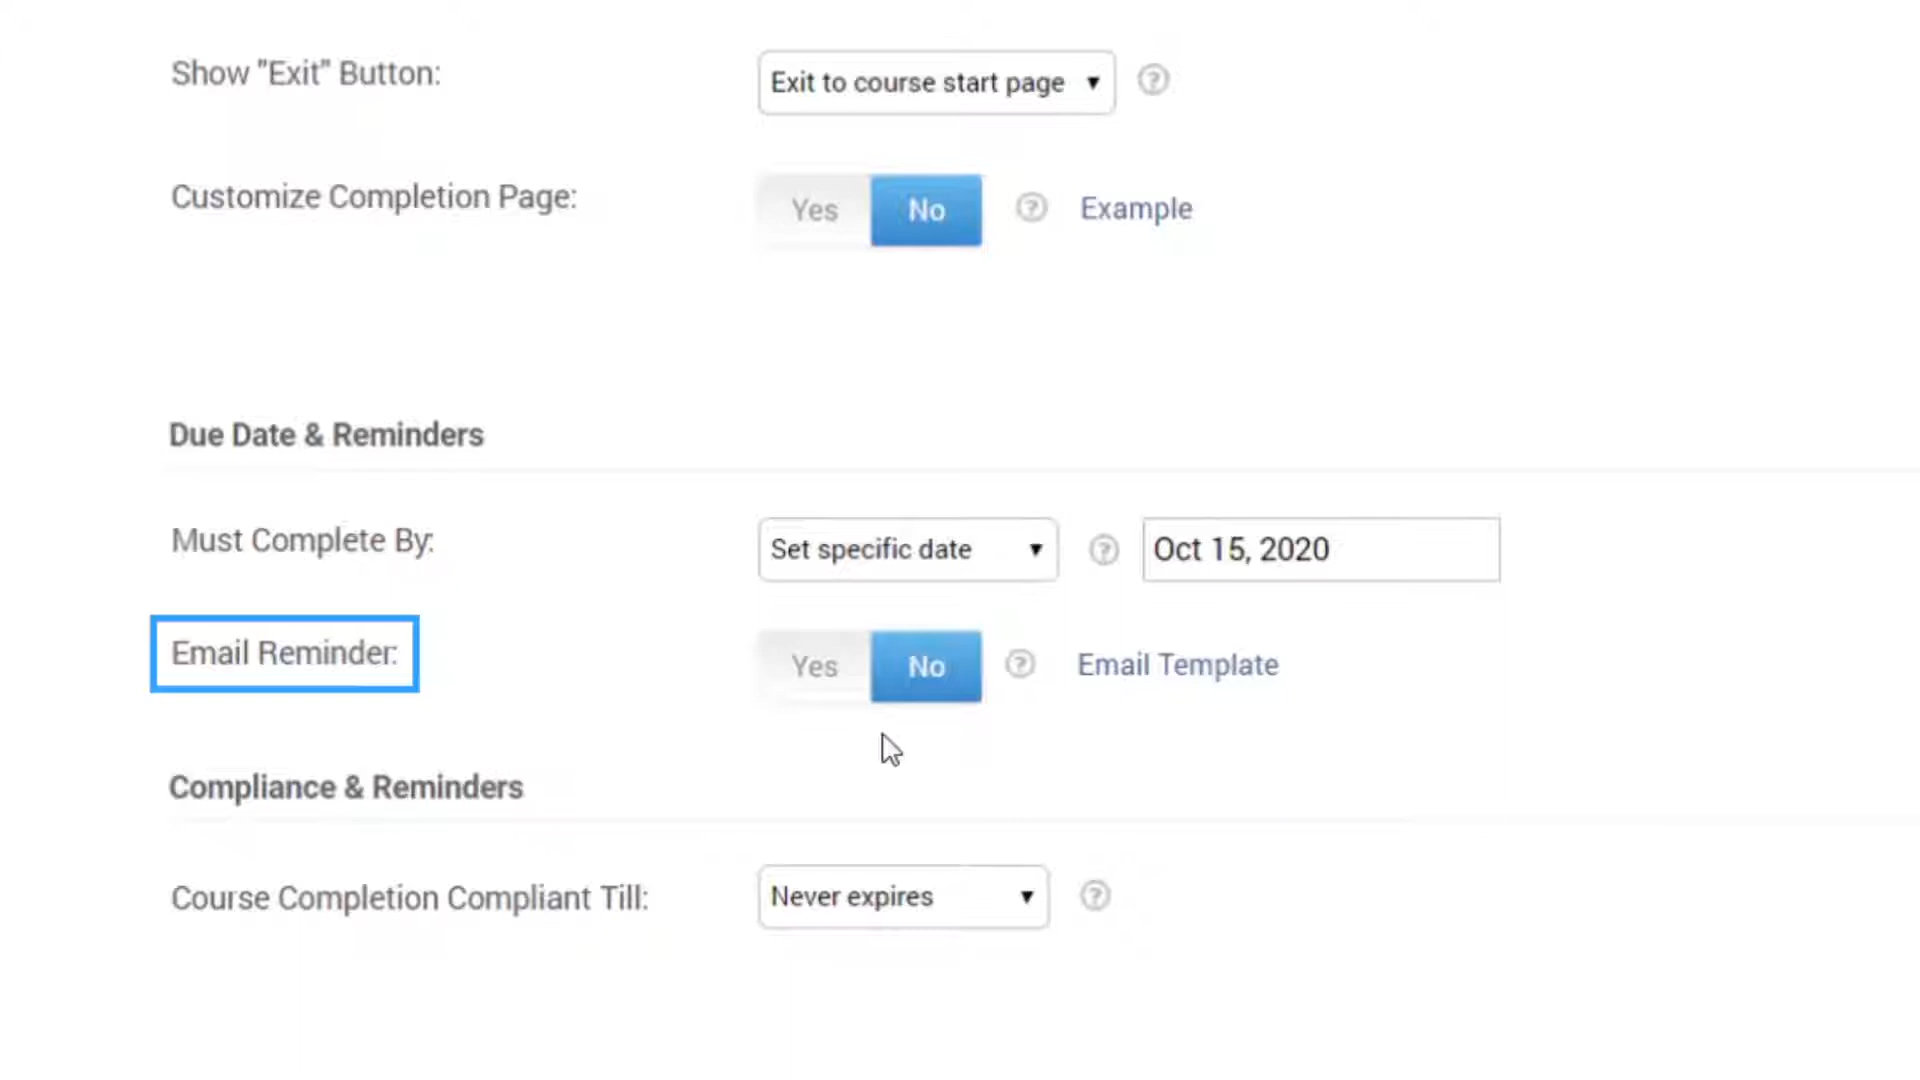 Show "Exit" Button:
Exit to course start page
Customize Completion Page:
Yes No Example
Due Date & Reminders
Must Complete By:
Set specific date
Oct 15, 2020
Email Reminder:
Yes No Email Template
Compliance & Reminders
Course Completion Compliant Till:
Never expires